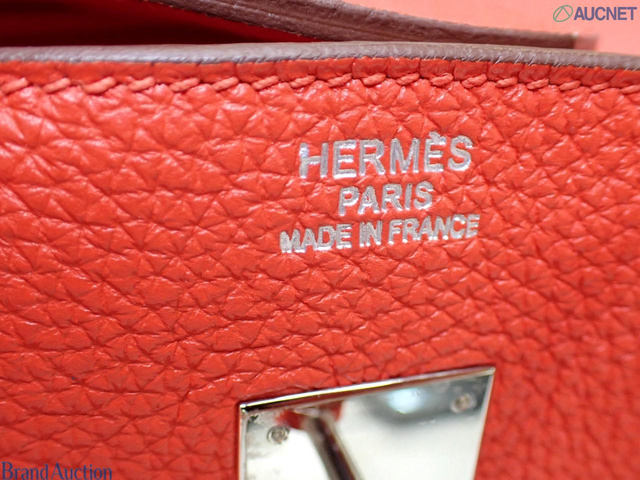 AUCNET
HERMÈS
PARIS
MADE IN FRANCE
Brand Auction